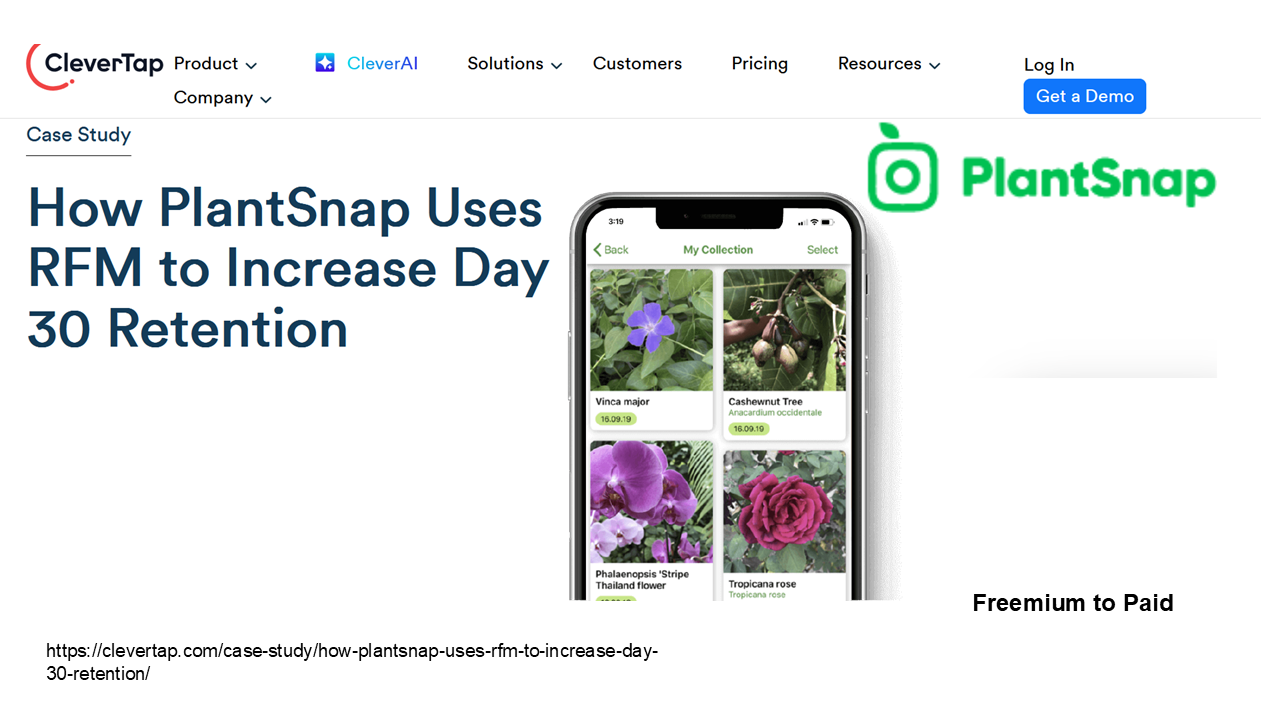 CleverTap
Product
CleverAI
Solutions
Customers
Pricing
Resources
Log In
Company
Get a Demo
Case Study
PlantSnap
How PlantSnap Uses
RFM to Increase Day
30 Retention
3:19
Back
My Collection
Select
Vinca major
16.09.19
Cashewnut Tree
Anacardium occidentale
16.09.19
Phalaenopsis 'Stripe
Thailand flower
Tropicana rose
Tropicana rose
Freemium to Paid
https://clevertap.com/case-study/how-plantsnap-uses-rfm-to-increase-day-
30-retention/